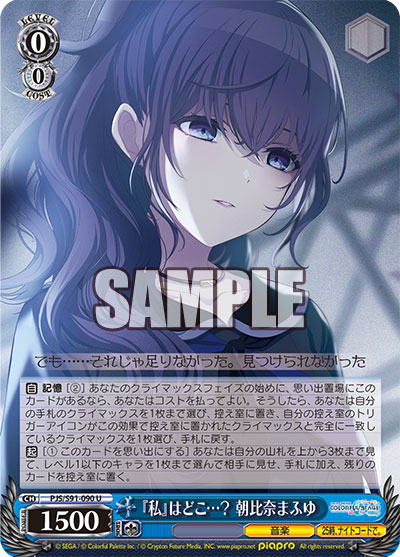 LEVEL
0
0
COST
SAMPLE
でも……それじゃ足りなかった。見つけられなかった
自 記憶 [②] あなたのクライマックスフェイズの始めに、思い出置場にこの
カードがあるなら、あなたはコストを払ってよい。そうしたら、あなたは自分
の手札のクライマックスを1枚まで選び、控え室に置き、自分の控え室のトリ
ガーアイコンがこの効果で控え室に置かれたクライマックスと完全に一致し
ているクライマックスを1枚選び、手札に戻す。
起 [① このカードを思い出にする] あなたは自分の山札を上から3枚まで見
て、レベル1以下のキャラを1枚まで選んで相手に見せ、手札に加え、残りの
カードを控え室に置く。
CH PJS/S91-090 U
『私』はどこ…? 朝比奈まふゆ
COLORFUL STAGE!
POWER
1500
音楽
25時、ナイトコードで。
© SEGA / © Colorful Palette Inc. / © Crypton Future Media, INC. www.piapro.net piapro All rights reserved.